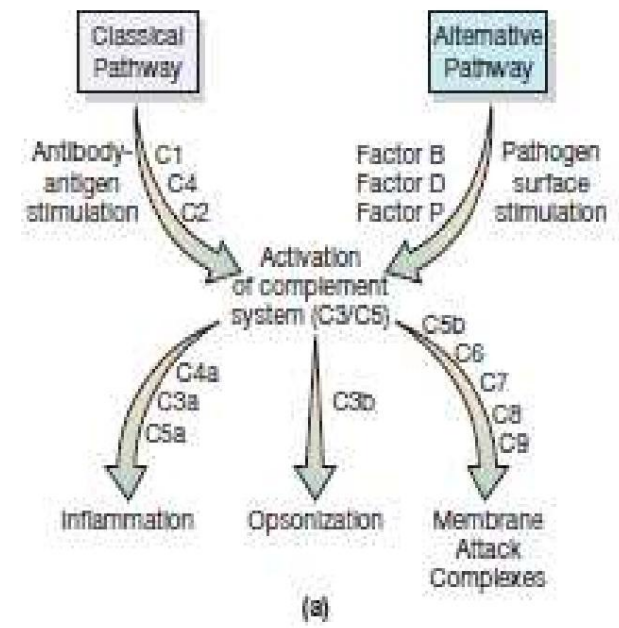 Classical
Pathway
Alternative
Pathway
Antibody-
antigen
stimulation
C1
C4
C2
Factor B
Factor D
Factor P
Pathogen
surface
stimulation
Activation
of complement
system (C3/C5)
C4a
C3a
C5a
C3b
C5b
C6
C7
C8
C9
Inflammation
Opsonization
Membrane
Attack
Complexes
(a)